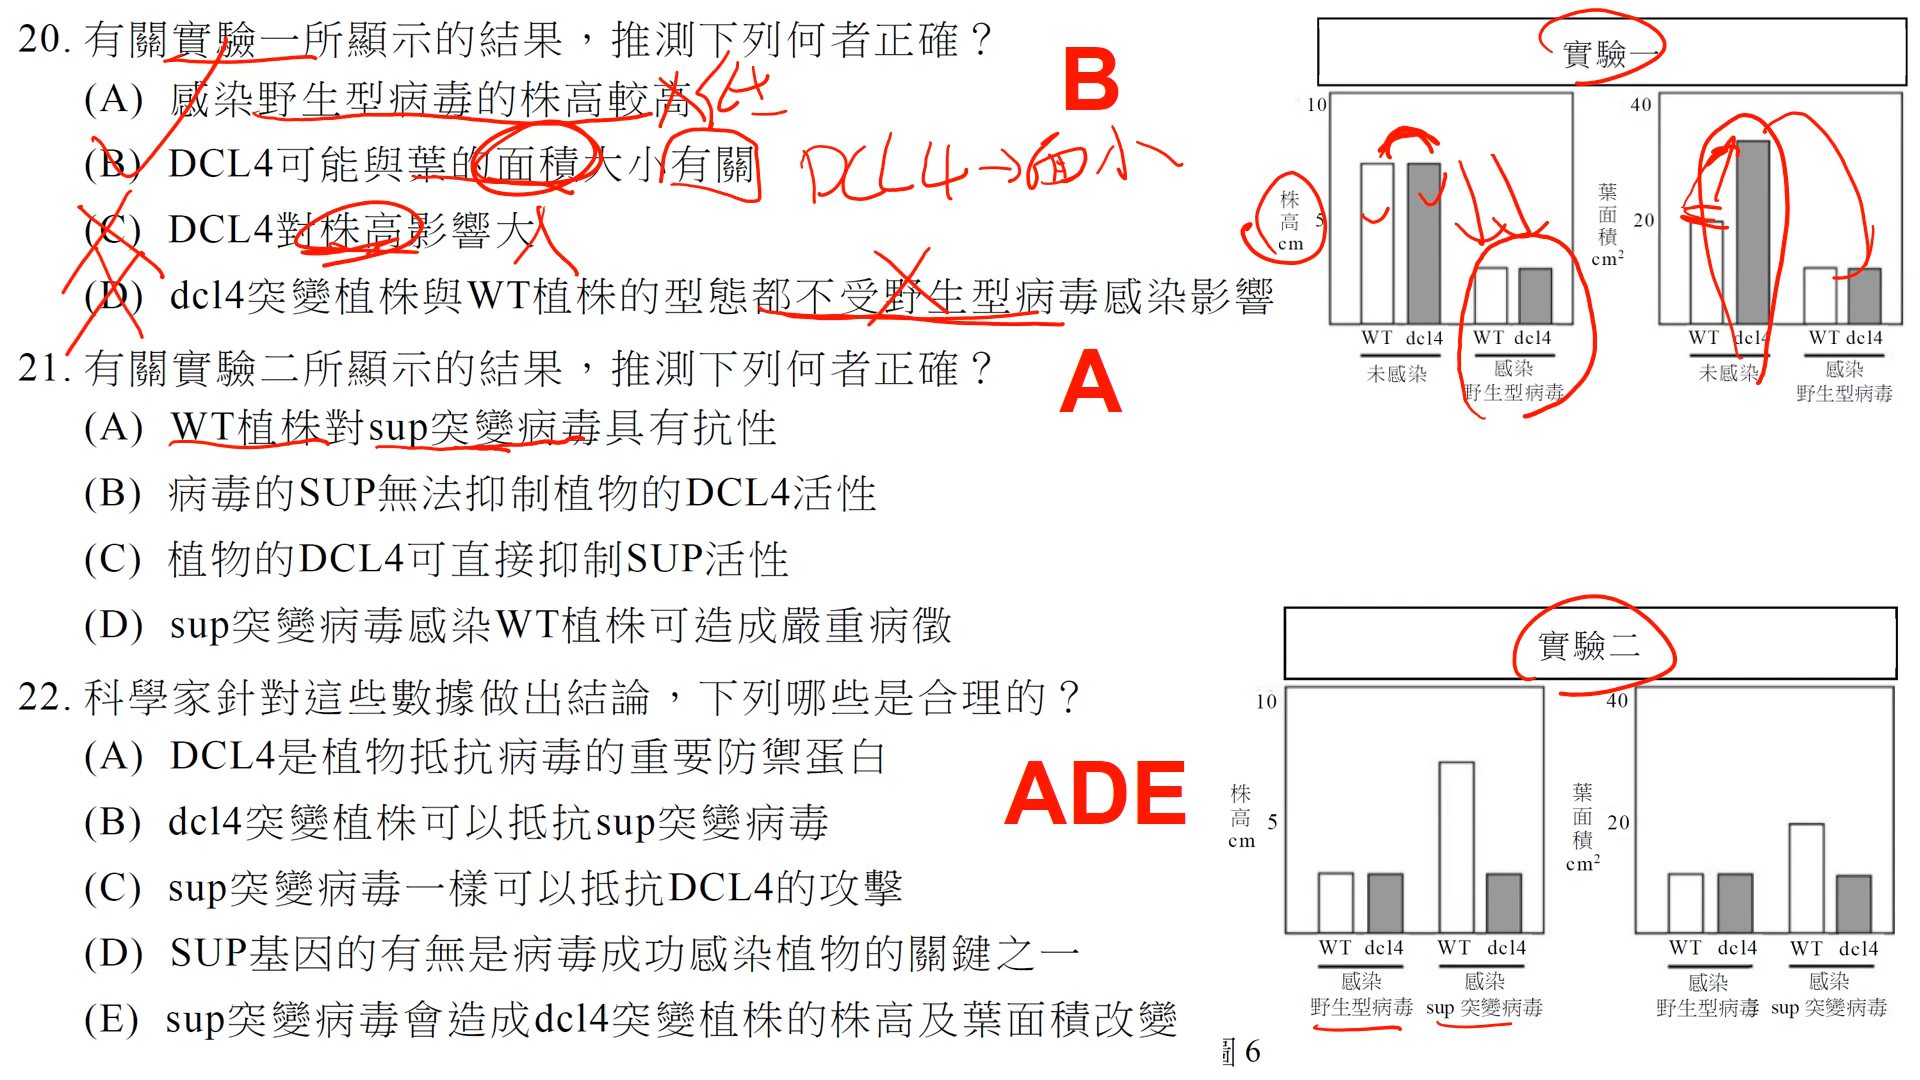 20. 有關實驗一所顯示的結果，推測下列何者正確？
(A) 感染野生型病毒的株高較高
低
(B) DCL4可能與葉的面積大小有關
DCL4→面小
(C) DCL4對株高影響大
(D) dcl4突變植株與WT植株的型態都不受野生型病毒感染影響
B
21. 有關實驗二所顯示的結果，推測下列何者正確？
(A) WT植株對sup突變病毒具有抗性
(B) 病毒的SUP無法抑制植物的DCL4活性
(C) 植物的DCL4可直接抑制SUP活性
(D) sup突變病毒感染WT植株可造成嚴重病徵
A
22. 科學家針對這些數據做出結論，下列哪些是合理的？
(A) DCL4是植物抵抗病毒的重要防禦蛋白
(B) dcl4突變植株可以抵抗sup突變病毒
(C) sup突變病毒一樣可以抵抗DCL4的攻擊
(D) SUP基因的有無是病毒成功感染植物的關鍵之一
(E) sup突變病毒會造成dcl4突變植株的株高及葉面積改變
ADE
實驗一
10
株高
cm
5
WT dcl4 WT dcl4
未感染 感染
野生型病毒
40
葉面積
cm²
20
WT dcl4 WT dcl4
未感染 感染
野生型病毒
實驗二
10
株高
cm
5
WT dcl4 WT dcl4
感染 感染
野生型病毒 sup 突變病毒
40
葉面積
cm²
20
WT dcl4 WT dcl4
感染 感染
野生型病毒 sup 突變病毒
圖 6